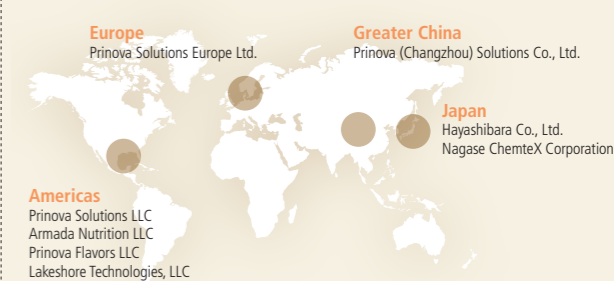 Europe
Prinova Solutions Europe Ltd.
Greater China
Prinova (Changzhou) Solutions Co., Ltd.
Japan
Hayashibara Co., Ltd.
Nagase ChemteX Corporation
Americas
Prinova Solutions LLC
Armada Nutrition LLC
Prinova Flavors LLC
Lakeshore Technologies, LLC